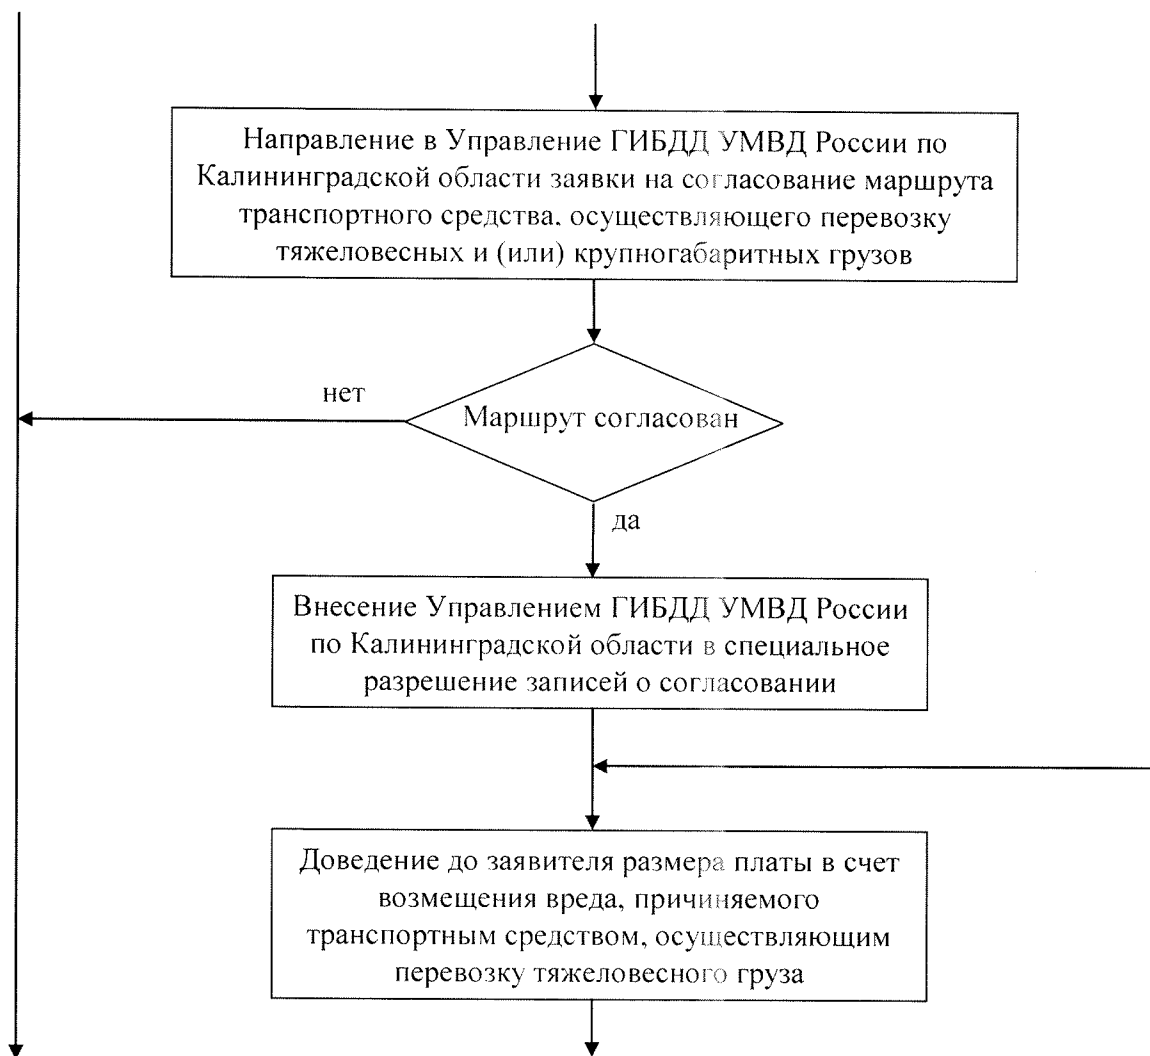 Направление в Управление ГИБДД УМВД России по
Калининградской области заявки на согласование маршрута
транспортного средства, осуществляющего перевозку
тяжеловесных и (или) крупногабаритных грузов
нет
Маршрут согласован
да
Внесение Управлением ГИБДД УМВД России
по Калининградской области в специальное
разрешение записей о согласовании
Доведение до заявителя размера платы в счет
возмещения вреда, причиняемого
транспортным средством, осуществляющим
перевозку тяжеловесного груза